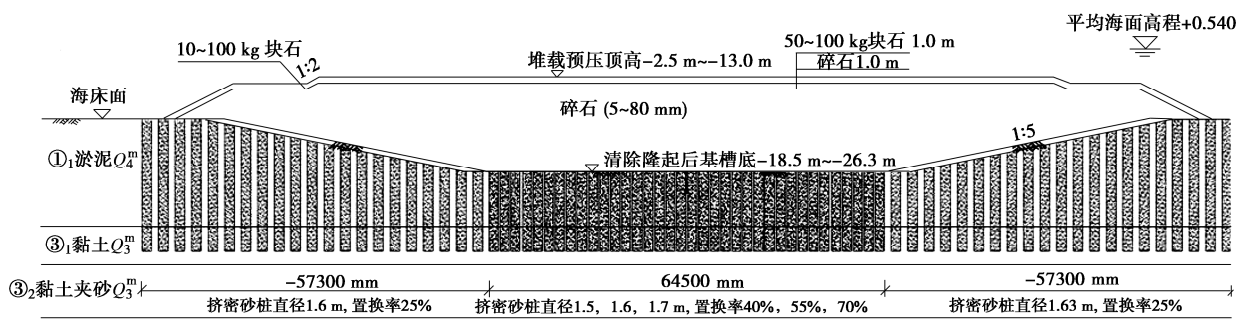 平均海面高程+0.540
10~100 kg 块石
1:2
堆载预压顶高-2.5 m~-13.0 m
50~100 kg块石 1.0 m
碎石1.0 m
海床面
碎石 (5~80 mm)
1:5
①₁淤泥Q₄ᵐ
清除隆起后基槽底-18.5 m~-26.3 m
③₁黏土Q₃ᵐ
③₂黏土夹砂Q₃ᵐ
-57300 mm
64500 mm
-57300 mm
挤密砂桩直径1.6 m, 置换率25%
挤密砂桩直径1.5, 1.6, 1.7 m, 置换率40%, 55%, 70%
挤密砂桩直径1.63 m, 置换率25%